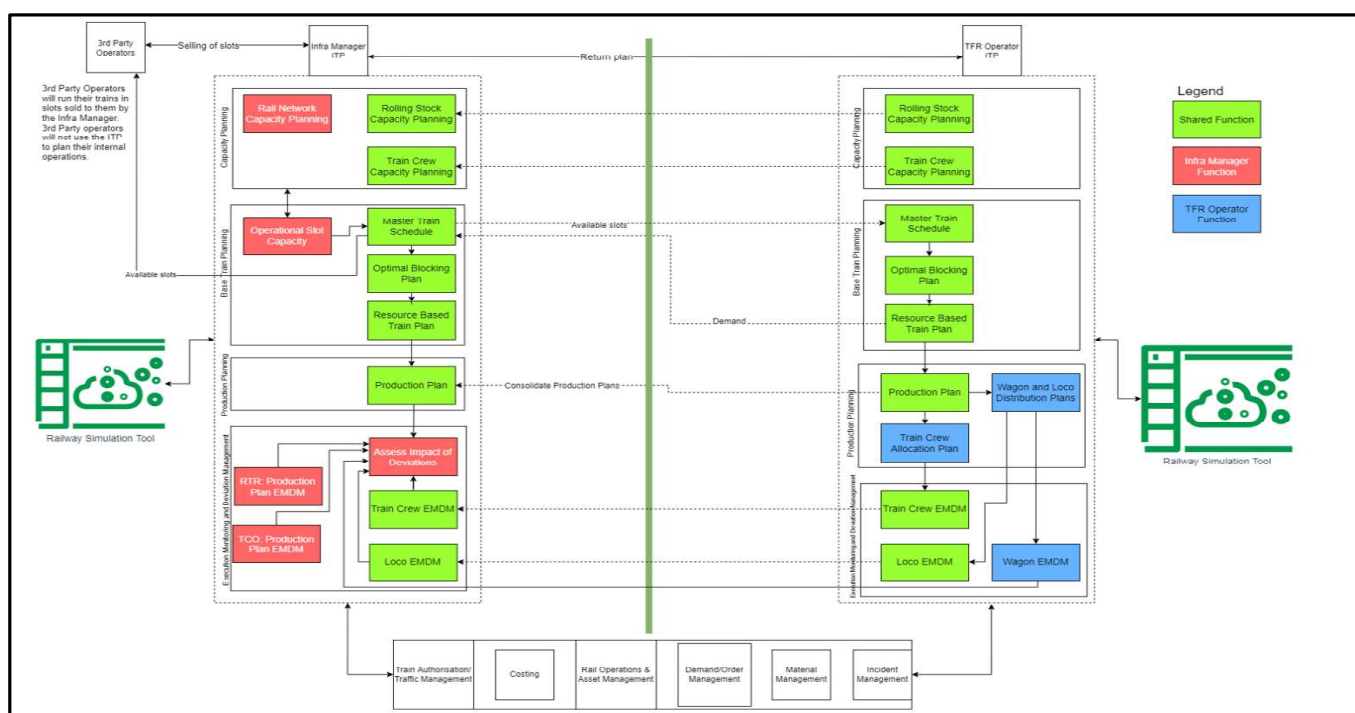 3rd Party
Operators
Selling of slots
Infra Manager
ITP
Return plan
TFR Operator
ITP
3rd Party Operators
will run their trains in
slots sold to them by
the Infra Manager.
3rd Party operators
will not use the ITP
to plan their internal
operations.
Capacity Planning
Rail Network
Capacity Planning
Rolling Stock
Capacity Planning
Train Crew
Capacity Planning
Capacity Planning
Rolling Stock
Capacity Planning
Train Crew
Capacity Planning
Legend
Shared Function
Infra Manager
Function
TFR Operator
Function
Base Train Planning
Operational Slot
Capacity
Master Train
Schedule
Optimal Blocking
Plan
Resource Based
Train Plan
Available slots
Available slots
Demand
Base Train Planning
Master Train
Schedule
Optimal Blocking
Plan
Resource Based
Train Plan
Railway Simulation Tool
Railway Simulation Tool
Production Planning
Production Plan
Consolidate Production Plans
Production Planning
Production Plan
Wagon and Loco
Distribution Plans
Train Crew
Allocation Plan
Execution Monitoring and Deviation Management
Assess Impact of
Deviations
RTR: Production
Plan EMDM
TCO: Production
Plan EMDM
Train Crew EMDM
Loco EMDM
Execution Monitoring and Deviation Management
Train Crew EMDM
Loco EMDM
Wagon EMDM
Train Authorisation/
Traffic Management
Costing
Rail Operations &
Asset Management
Demand/Order
Management
Material
Management
Incident
Management